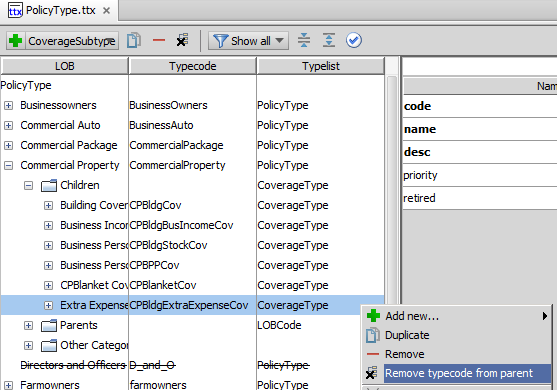 PolicyType.ttx
CoverageSubtype Show all
LOB Typecode Typelist
PolicyType
Businessowners BusinessOwners PolicyType
Commercial Auto BusinessAuto PolicyType
Commercial Package CommercialPackage PolicyType
Commercial Property CommercialProperty PolicyType
Children CoverageType
Building Cover CPBldgCov CoverageType
Business Incor CPBldgBusIncomeCov CoverageType
Business Perso CPBldgStockCov CoverageType
Business Perso CPBPPCov CoverageType
CPBlanket Cov CPBlanketCov CoverageType
Extra Expense CPBldgExtraExpenseCov CoverageType
Parents LOBCode
Other Categor
Directors and Officers D_and_O PolicyType
Farmowners farmowners PolicyType
Nam
code
name
desc
priority
retired
Add new...
Duplicate
Remove
Remove typecode from parent